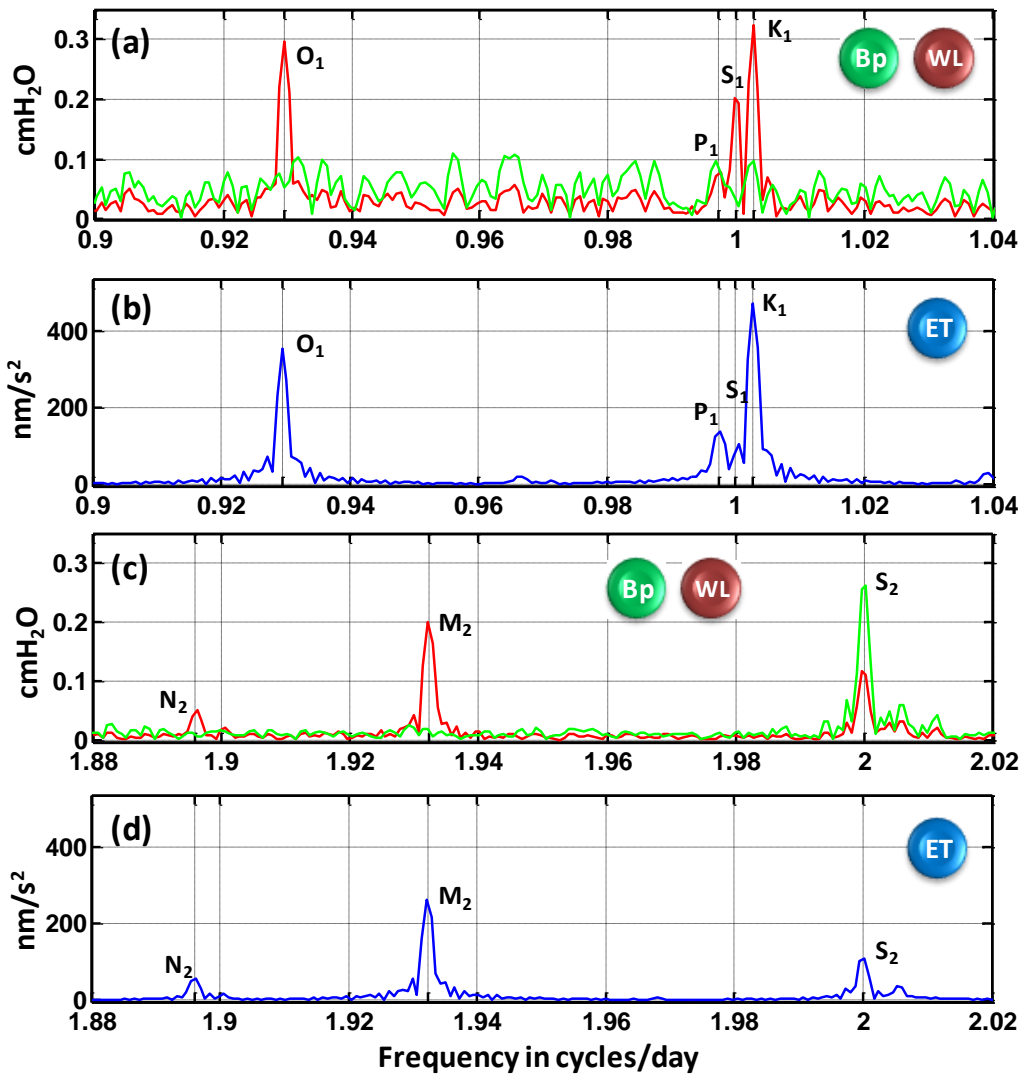 (a)
O₁
K₁
S₁
P₁
Bp WL
cmH₂O
0.3
0.2
0.1
0
0.9 0.92 0.94 0.96 0.98 1 1.02 1.04
(b)
O₁
K₁
S₁
P₁
ET
nm/s²
400
200
0
0.9 0.92 0.94 0.96 0.98 1 1.02 1.04
(c)
Bp WL
S₂
M₂
N₂
cmH₂O
0.3
0.2
0.1
0
1.88 1.9 1.92 1.94 1.96 1.98 2 2.02
(d)
ET
M₂
N₂
S₂
nm/s²
400
200
0
1.88 1.9 1.92 1.94 1.96 1.98 2 2.02
Frequency in cycles/day